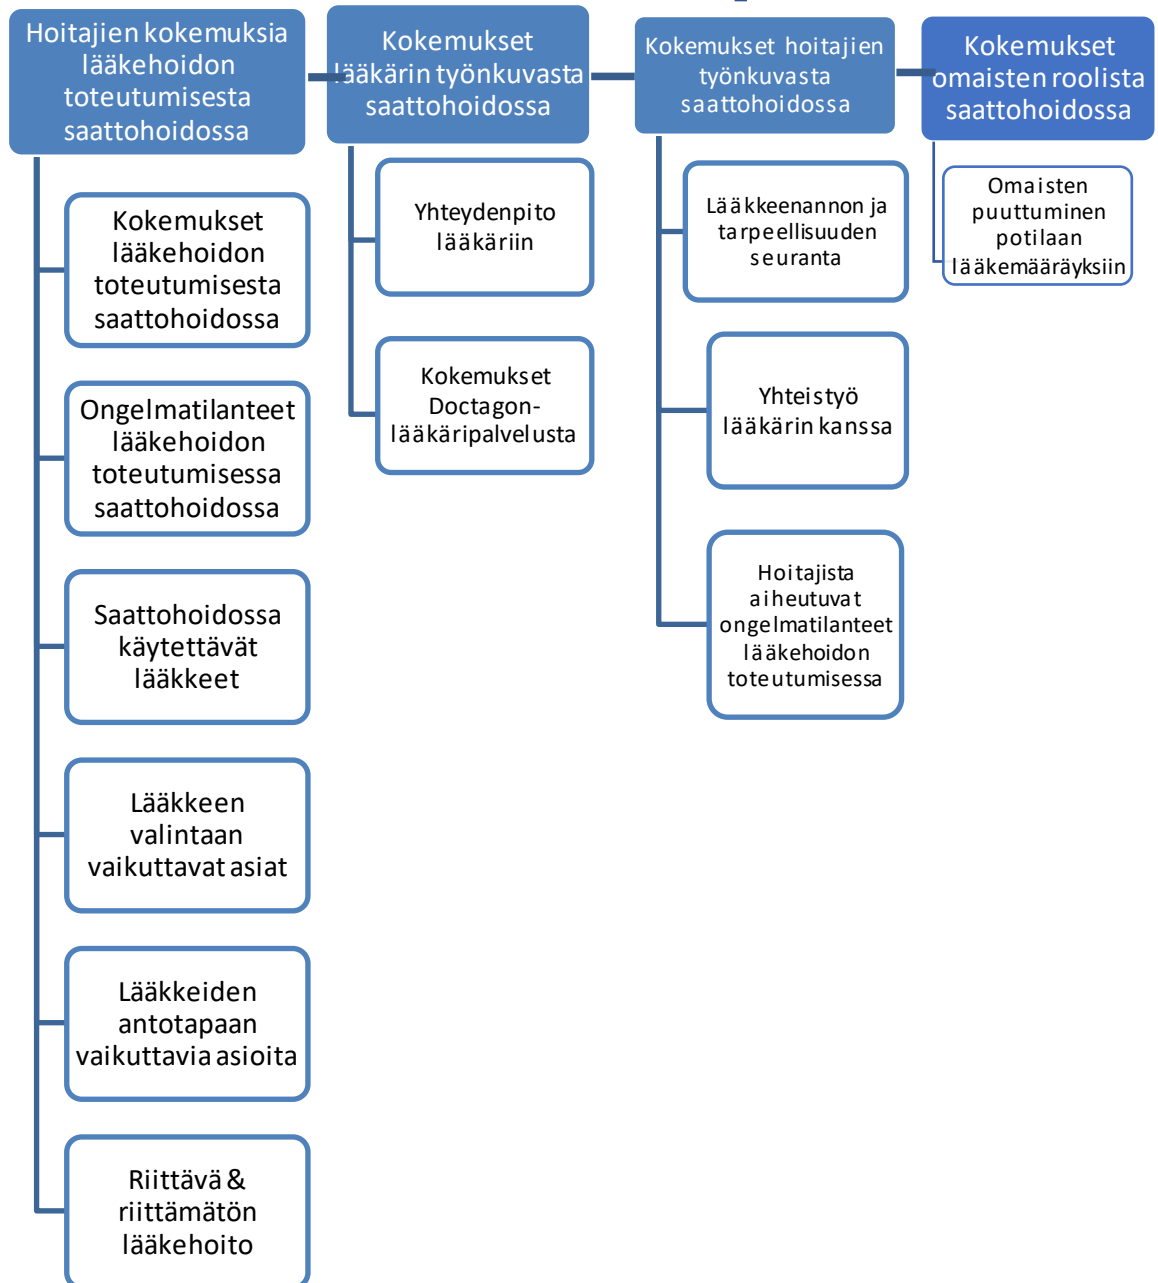 Hoitajien kokemuksia
lääkehoidon
toteutumisesta
saattohoidossa
Kokemukset
lääkehoidon
toteutumisesta
saattohoidossa
Ongelmatilanteet
lääkehoidon
toteutumisessa
saattohoidossa
Saattohoidossa
käytettävät
lääkkeet
Lääkkeen
valintaan
vaikuttavat asiat
Lääkkeiden
antotapaan
vaikuttavia asioita
Riittävä &
riittämätön
lääkehoito
Kokemukset
lääkärin työnkuvasta
saattohoidossa
Yhteydenpito
lääkäriin
Kokemukset
Doctagon-
lääkäripalvelusta
Kokemukset hoitajien
työnkuvasta
saattohoidossa
Lääkkeenannon ja
tarpeellisuuden
seuranta
Yhteistyö
lääkärin kanssa
Hoitajista
aiheutuvat
ongelmatilanteet
lääkehoidon
toteutumisessa
Kokemukset
omaisten roolista
saattohoidossa
Omaisten
puuttuminen
potilaan
lääkemääräyksiin